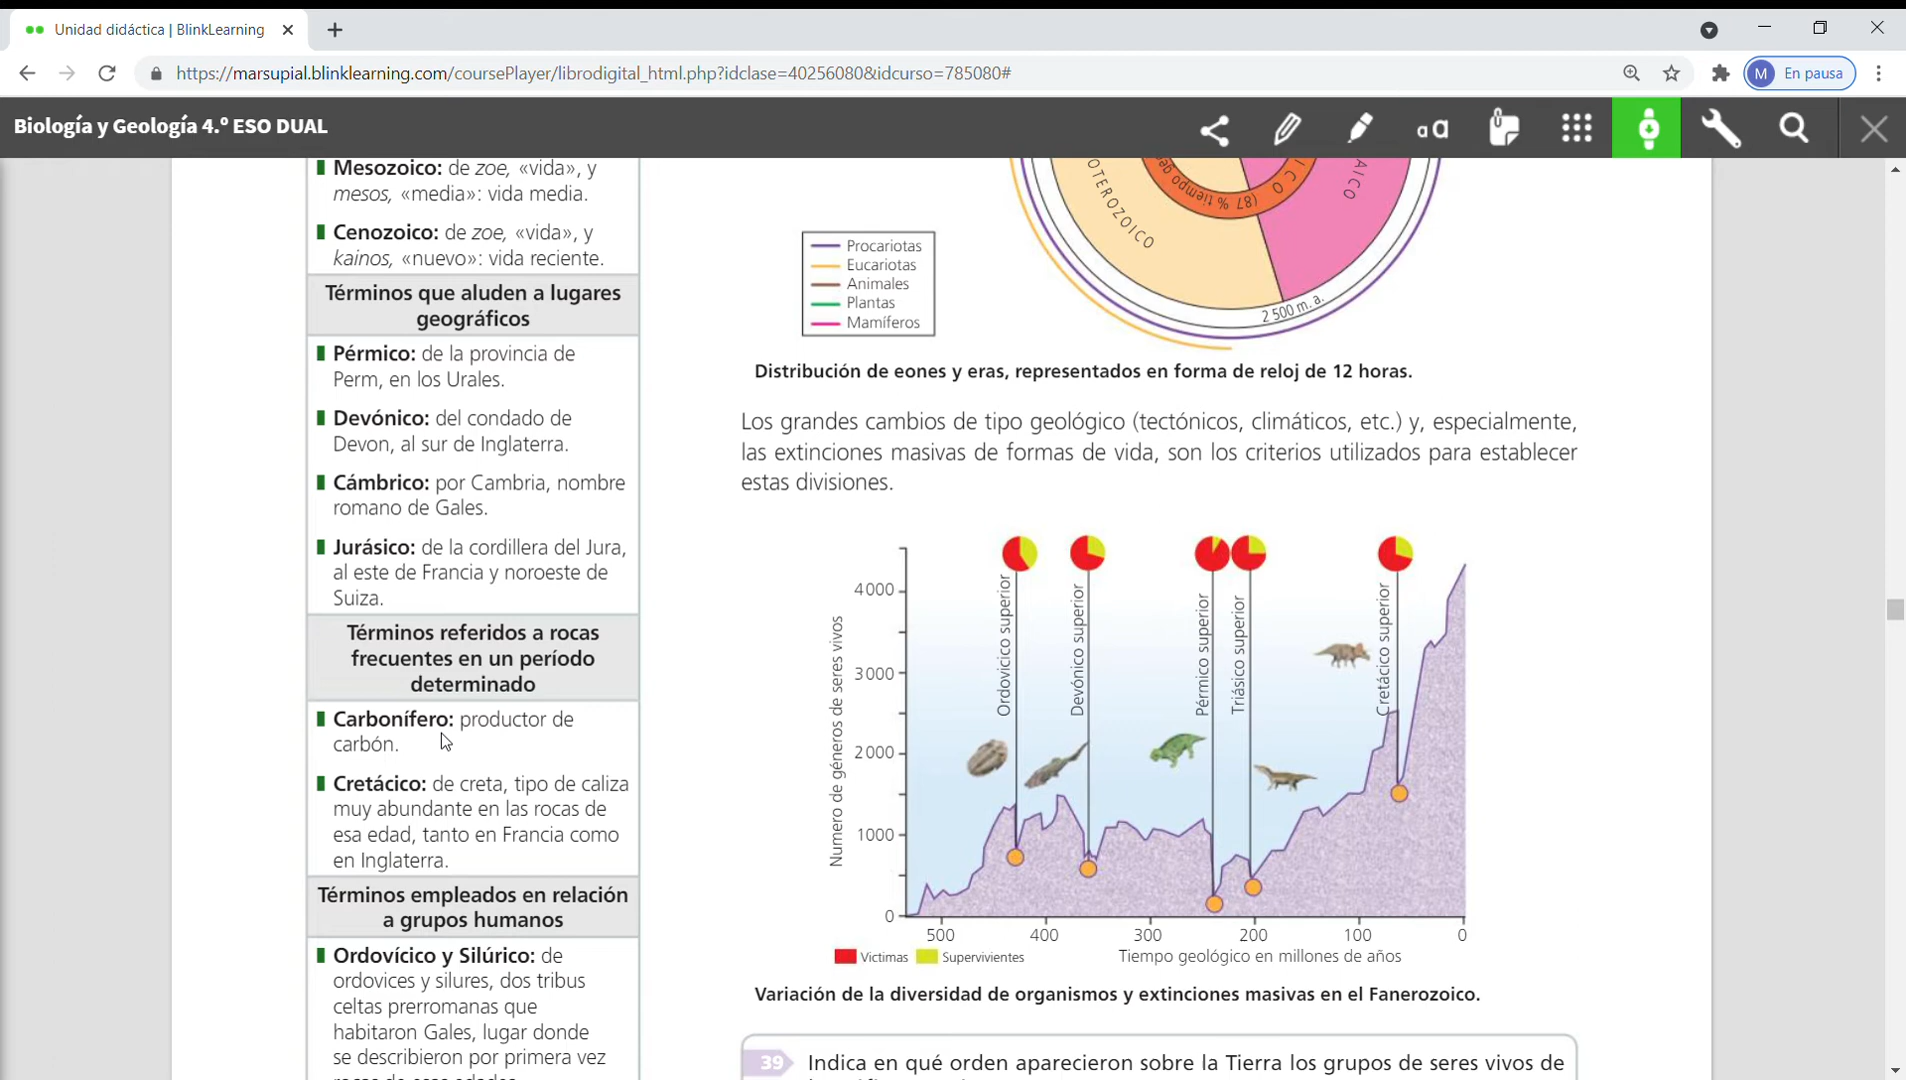 Unidad didáctica | BlinkLearning
https://marsupial.blinklearning.com/coursePlayer/librodigital_html.php?idclase=40256080&idcurso=785080#
M En pausa
Biología y Geología 4.º ESO DUAL
aa
Mesozoico: de zoe, «vida», y
mesos, «media»: vida media.
Cenozoico: de zoe, «vida», y
kainos, «nuevo»: vida reciente.
Términos que aluden a lugares
geográficos
Pérmico: de la provincia de
Perm, en los Urales.
Devónico: del condado de
Devon, al sur de Inglaterra.
Cámbrico: por Cambria, nombre
romano de Gales.
Jurásico: de la cordillera del Jura,
al este de Francia y noroeste de
Suiza.
Términos referidos a rocas
frecuentes en un período
determinado
Carbonífero: productor de
carbón.
Cretácico: de creta, tipo de caliza
muy abundante en las rocas de
esa edad, tanto en Francia como
en Inglaterra.
Términos empleados en relación
a grupos humanos
Ordovícico y Silúrico: de
ordovices y silures, dos tribus
celtas prerromanas que
habitaron Gales, lugar donde
se describieron por primera vez
OTEROZOICO
AICO
ICO
(87 % tiempo geo
2 500 m. a.
Procariotas
Eucariotas
Animales
Plantas
Mamíferos
Distribución de eones y eras, representados en forma de reloj de 12 horas.
Los grandes cambios de tipo geológico (tectónicos, climáticos, etc.) y, especialmente,
las extinciones masivas de formas de vida, son los criterios utilizados para establecer
estas divisiones.
Numero de géneros de seres vivos
4000
3000
2000
1000
0
Ordovicico superior
Devónico superior
Pérmico superior
Triásico superior
Cretácico superior
500 400 300 200 100 0
Victimas Supervivientes
Tiempo geológico en millones de años
Variación de la diversidad de organismos y extinciones masivas en el Fanerozoico.
39 Indica en qué orden aparecieron sobre la Tierra los grupos de seres vivos de